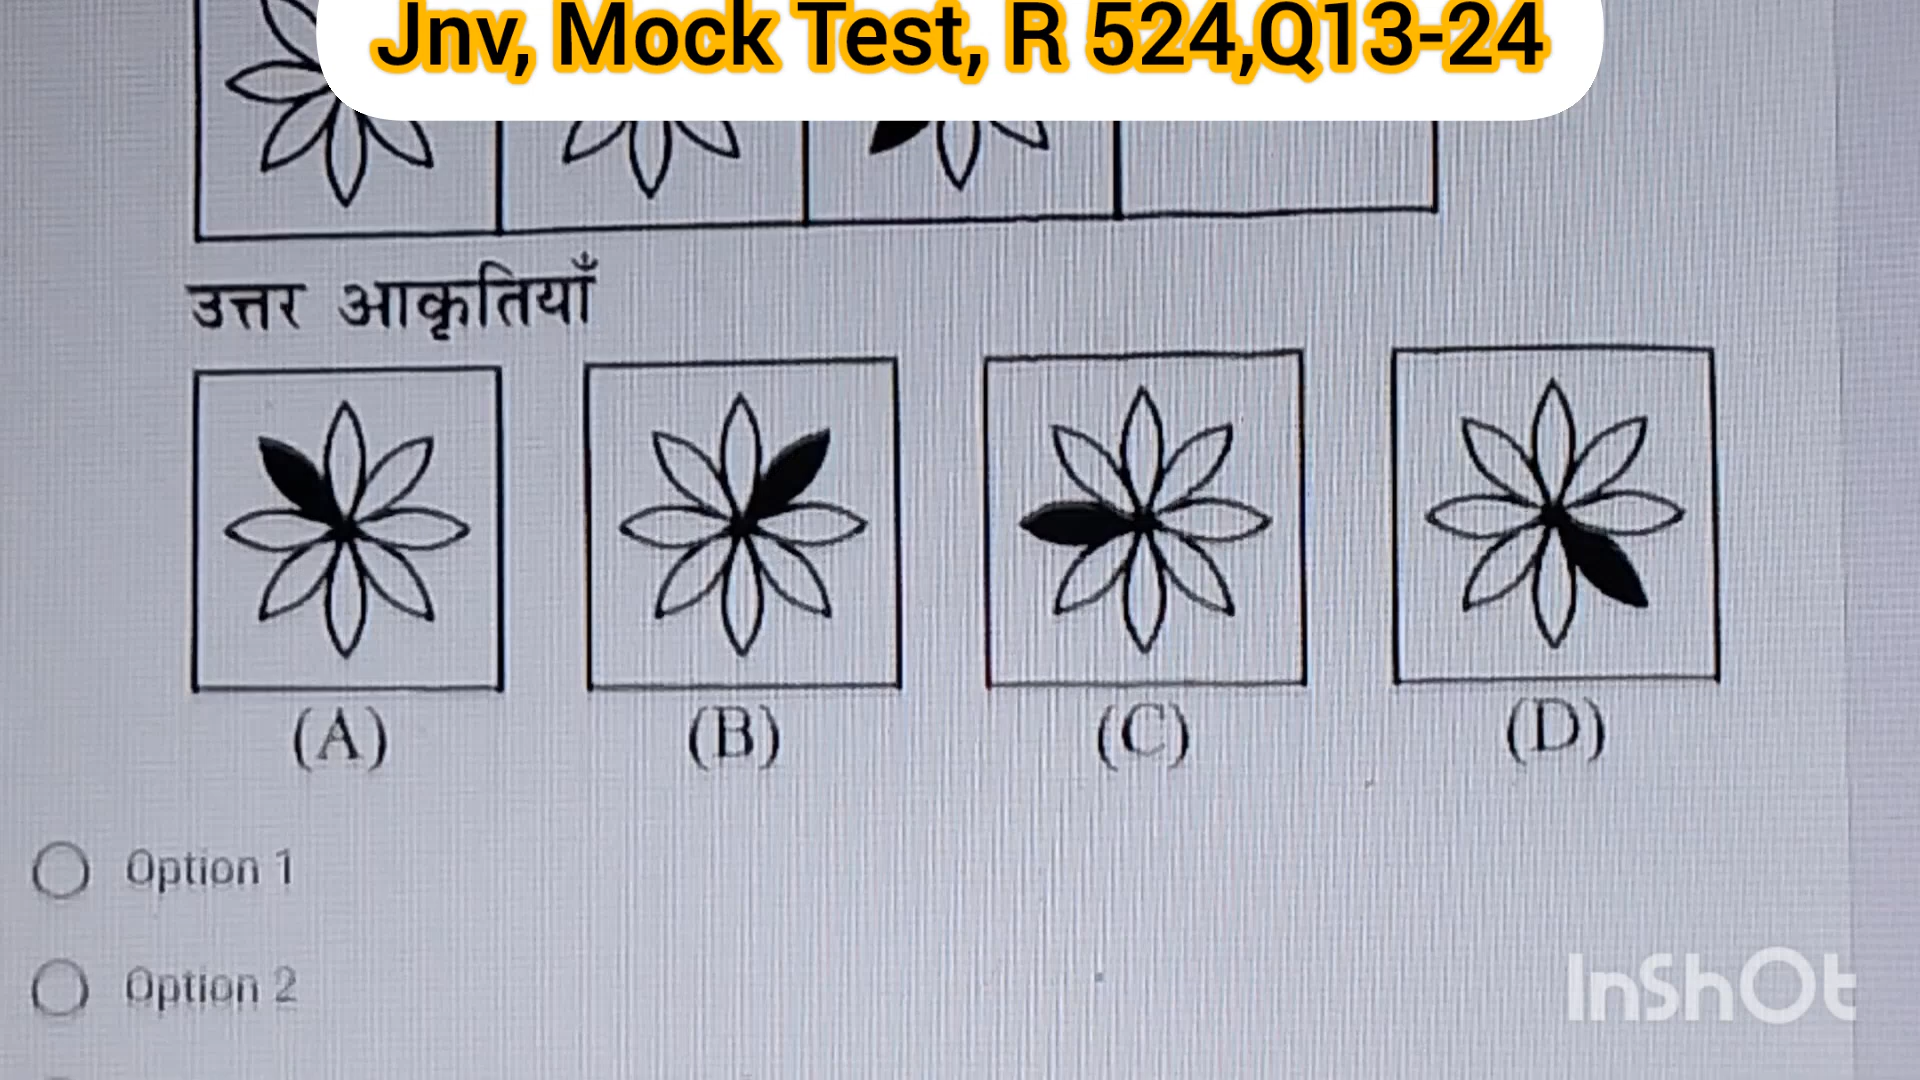 Jnv, Mock Test, R 524,Q13-24
उत्तर आकृतियाँ
(A) (B) (C) (D)
Option 1
Option 2
InShOt